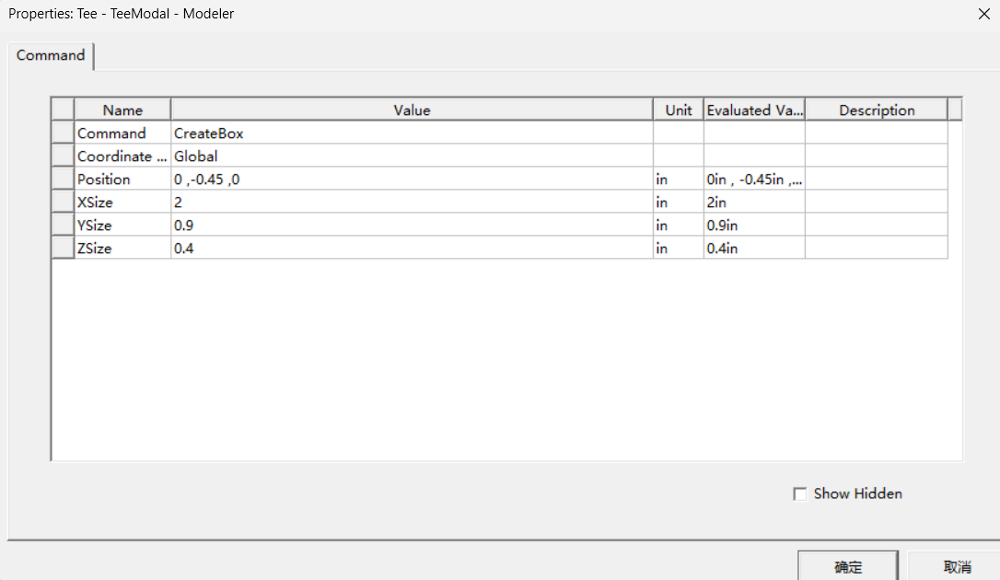 Properties: Tee - TeeModal - Modeler
Command
Name Value Unit Evaluated Va... Description
Command CreateBox
Coordinate ... Global
Position 0 ,-0.45 ,0 in 0in , -0.45in ,...
XSize 2 in 2in
YSize 0.9 in 0.9in
ZSize 0.4 in 0.4in
Show Hidden
确定 取消